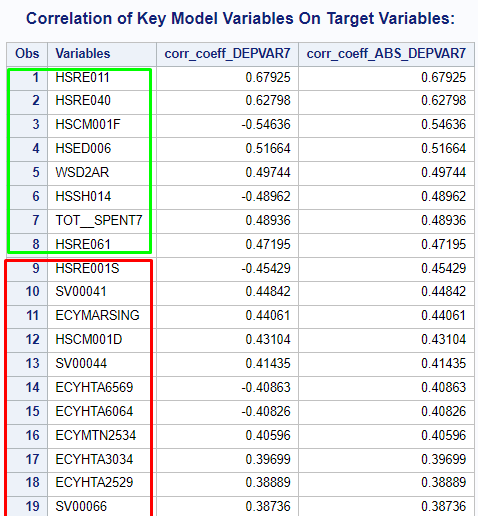 Correlation of Key Model Variables On Target Variables:
Obs Variables corr_coeff_DEPVAR7 corr_coeff_ABS_DEPVAR7
1 HSRE011 0.67925 0.67925
2 HSRE040 0.62798 0.62798
3 HSCM001F -0.54636 0.54636
4 HSED006 0.51664 0.51664
5 WSD2AR 0.49744 0.49744
6 HSSH014 -0.48962 0.48962
7 TOT__SPENT7 0.48936 0.48936
8 HSRE061 0.47195 0.47195
9 HSRE001S -0.45429 0.45429
10 SV00041 0.44842 0.44842
11 ECYMARSING 0.44061 0.44061
12 HSCM001D 0.43104 0.43104
13 SV00044 0.41435 0.41435
14 ECYHTA6569 -0.40863 0.40863
15 ECYHTA6064 -0.40826 0.40826
16 ECYMTN2534 0.40596 0.40596
17 ECYHTA3034 0.39699 0.39699
18 ECYHTA2529 0.38889 0.38889
19 SV00066 0.38736 0.38736